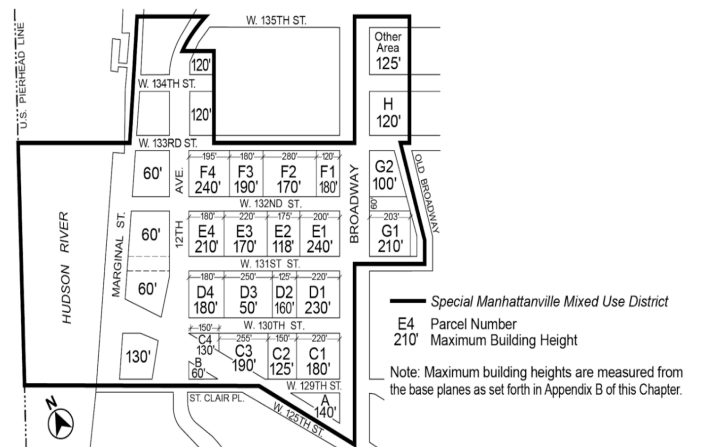 W. 135TH ST.
U.S. PIERHEAD LINE
Other
Area
125'
120'
W. 134TH ST.
120'
H
120'
W. 133RD ST.
195' 180' 280' 120'
60'
F4
240'
F3
190'
F2
170'
F1
180'
G2
100'
OLD BROADWAY
AVE.
W. 132ND ST.
BROADWAY
60'
180' 220' 175' 200' 203'
60'
E4
210'
E3
170'
E2
118'
E1
240'
G1
210'
12TH
MARGINAL ST.
HUDSON RIVER
W. 131ST ST.
180' 250' 125' 220'
60'
D4
180'
D3
50'
D2
160'
D1
230'
W. 130TH ST.
150' 255' 150' 220'
130'
C4
130'
C3
190'
C2
125'
C1
180'
B
60'
W. 129TH ST.
ST. CLAIR PL.
W. 125TH ST.
A
140'
N
Special Manhattanville Mixed Use District
E4 Parcel Number
210' Maximum Building Height
Note: Maximum building heights are measured from
the base planes as set forth in Appendix B of this Chapter.